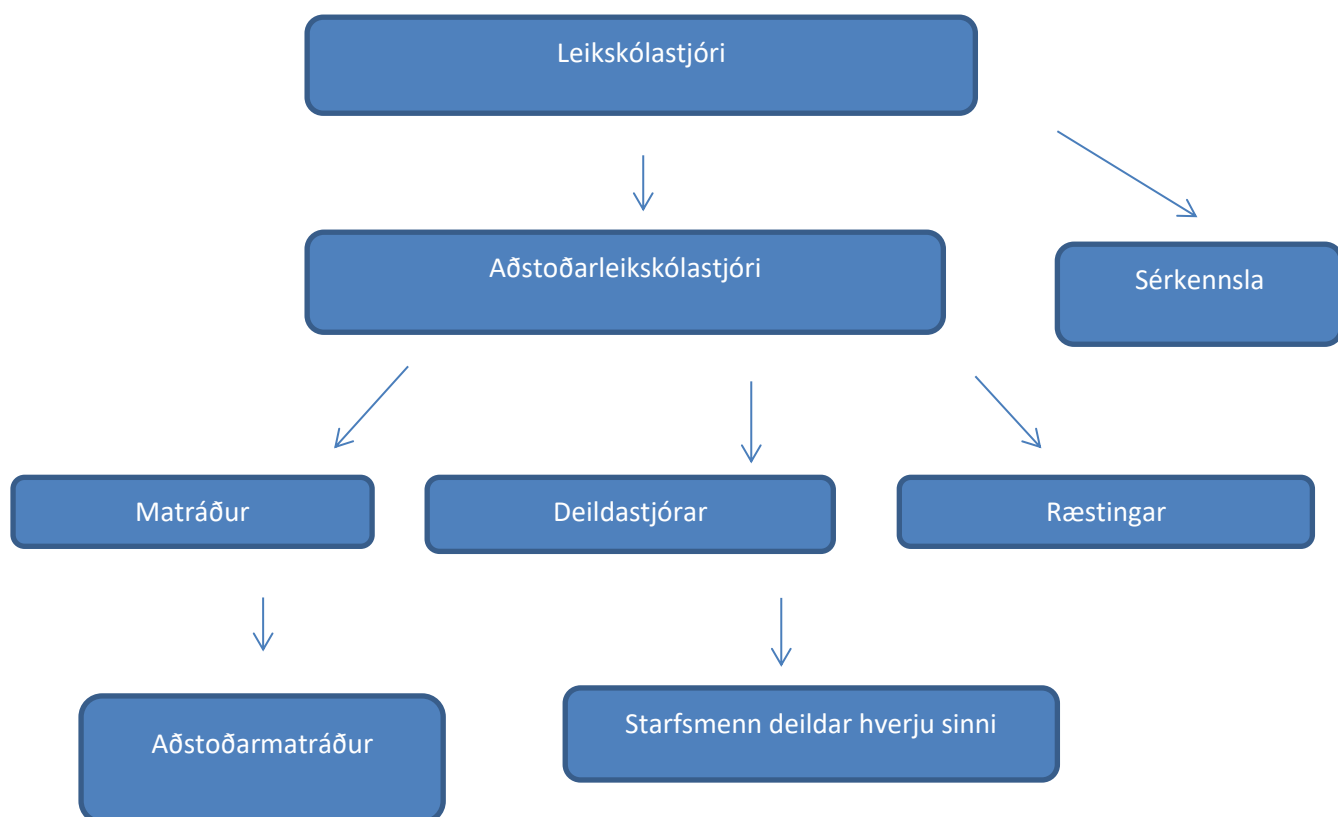 Leikskólastjóri
Aðstoðarleikskólastjóri
Sérkennsla
Matráður
Deildastjórar
Ræstingar
Aðstoðarmatráður
Starfsmenn deildar hverju sinni